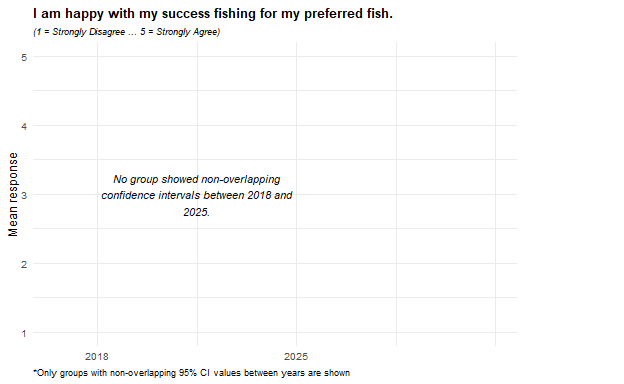 I am happy with my success fishing for my preferred fish.
(1 = Strongly Disagree ... 5 = Strongly Agree)
5
4
3
2
1
Mean response
No group showed non-overlapping
confidence intervals between 2018 and
2025.
2018
2025
*Only groups with non-overlapping 95% CI values between years are shown